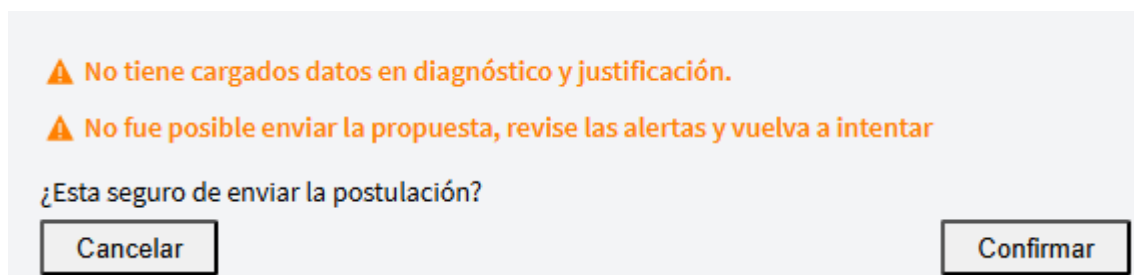 No tiene cargados datos en diagnóstico y justificación.
No fue posible enviar la propuesta, revise las alertas y vuelva a intentar
¿Esta seguro de enviar la postulación?
Cancelar
Confirmar